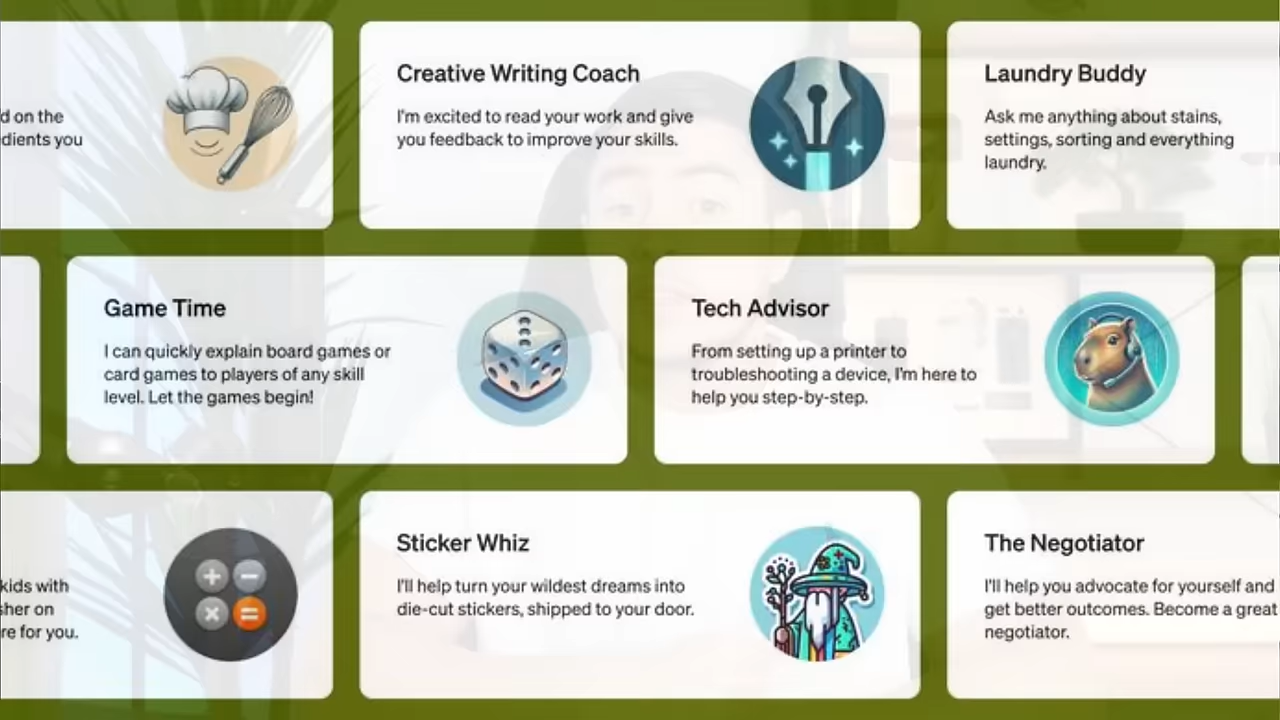 d on the
dients you
Creative Writing Coach
I'm excited to read your work and give
you feedback to improve your skills.
Laundry Buddy
Ask me anything about stains,
settings, sorting and everything
laundry.
Game Time
I can quickly explain board games or
card games to players of any skill
level. Let the games begin!
Tech Advisor
From setting up a printer to
troubleshooting a device, I'm here to
help you step-by-step.
kids with
sher on
re for you.
Sticker Whiz
I'll help turn your wildest dreams into
die-cut stickers, shipped to your door.
The Negotiator
I'll help you advocate for yourself and
get better outcomes. Become a great
negotiator.